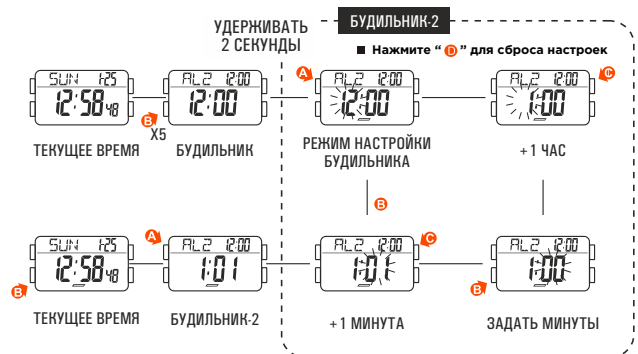 УДЕРЖИВАТЬ
2 СЕКУНДЫ
БУДИЛЬНИК-2
■ Нажмите “ D ” для сброса настроек
SUN 1-25
12:58 48
B
X5
AL2 12:00
12:00
A
AL2 12:00
12:00
C
AL2 12:00
1:00
ТЕКУЩЕЕ ВРЕМЯ
БУДИЛЬНИК
РЕЖИМ НАСТРОЙКИ
БУДИЛЬНИКА
+1 ЧАС
B
SUN 1-25
12:58 48
B
A
AL2 12:00
1:01
AL2 12:00
1:01
C
AL2 12:00
1:00
B
ТЕКУЩЕЕ ВРЕМЯ
БУДИЛЬНИК-2
+1 МИНУТА
ЗАДАТЬ МИНУТЫ